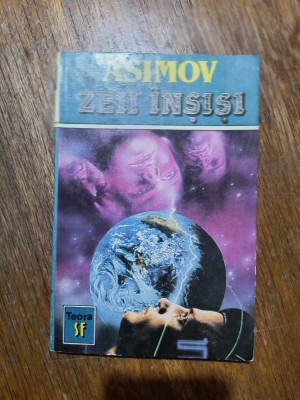 ASIMOV
ZEII ÎNȘIȘI
Teora
SF